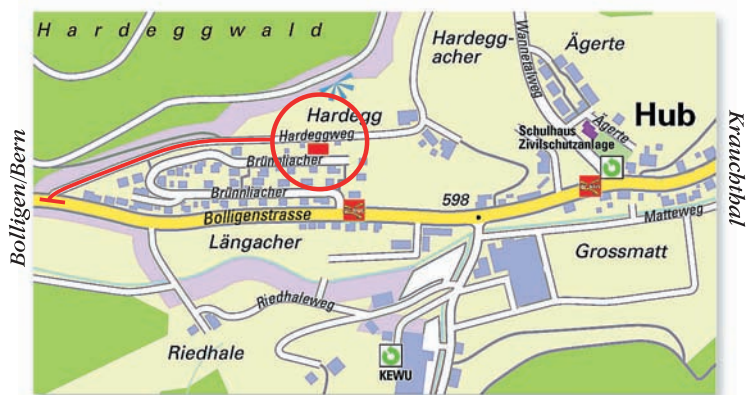 Hardeggwald
Hardegg-
acher
Ägerte
Wannetalweg
Hardegg
Hardeggweg
Ägerte
Hub
Schulhaus
Zivilschutzanlage
Brünnliacher
Brünnliacher
Bolligen/Bern
Krauchthal
Bolligenstrasse
598
Matteweg
Längacher
Grossmatt
Riedhaleweg
Riedhale
KEWU